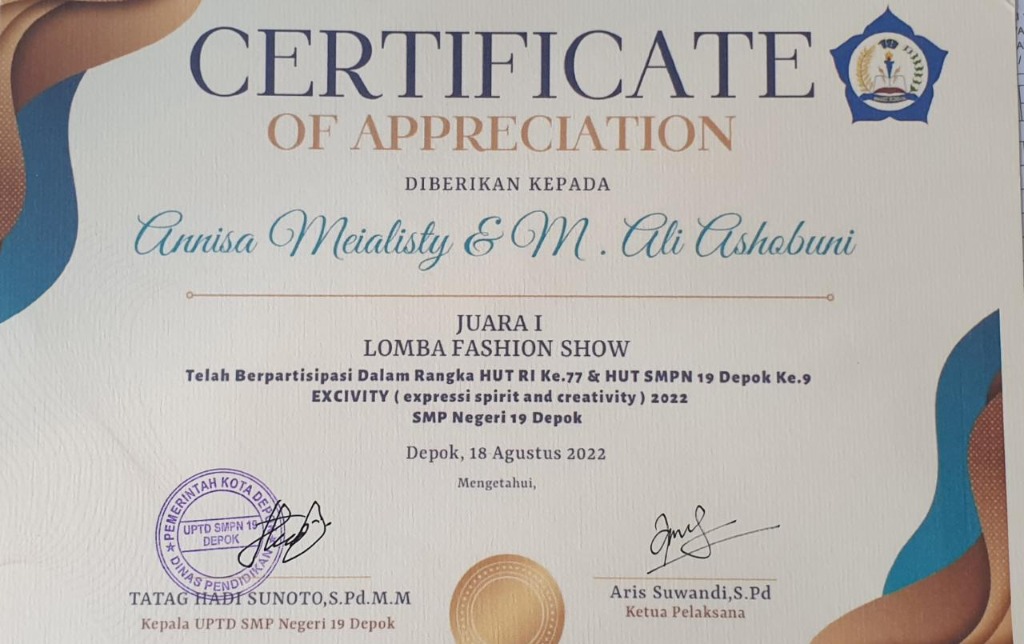 CERTIFICATE
OF APPRECIATION
DIBERIKAN KEPADA
Annisa Meialisty & M . Ali Ashobuni
JUARA I
LOMBA FASHION SHOW
Telah Berpartisipasi Dalam Rangka HUT RI Ke.77 & HUT SMPN 19 Depok Ke.9
EXCIVITY ( expressi spirit and creativity ) 2022
SMP Negeri 19 Depok
Depok, 18 Agustus 2022
Mengetahui,
PEMERINTAH KOTA DEPOK
UPTD SMPN 19
DEPOK
DINAS PENDIDIKAN
TATAG HADI SUNOTO,S.Pd.M.M
Kepala UPTD SMP Negeri 19 Depok
Aris Suwandi,S.Pd
Ketua Pelaksana